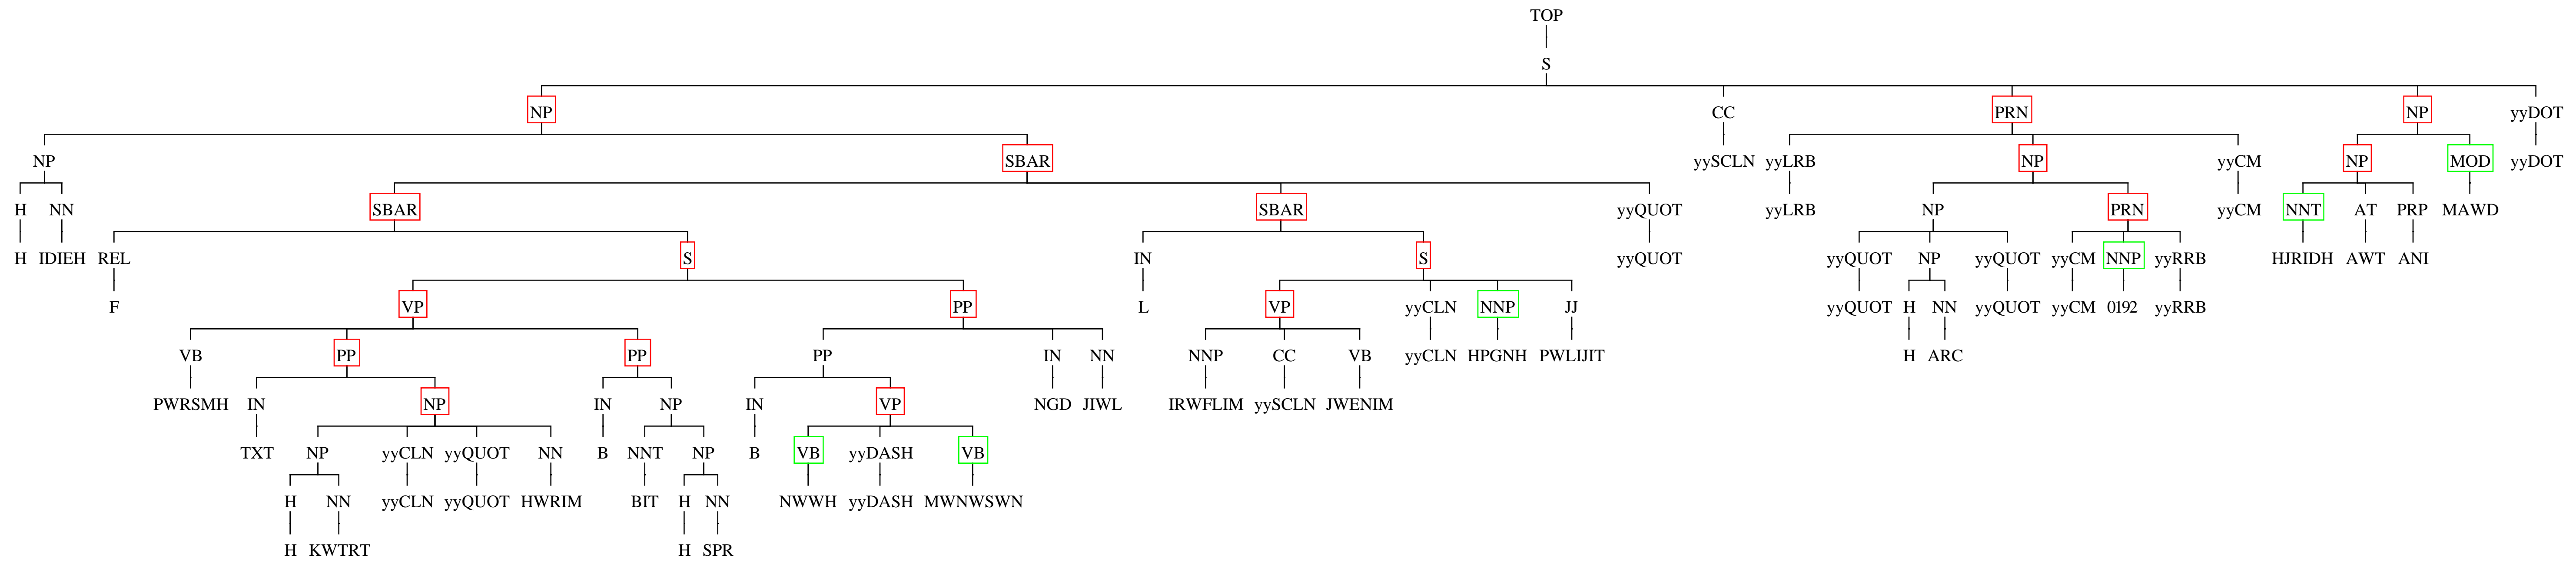 TOP
S
NP CC PRN NP yyDOT
NP SBAR yySCLN yyLRB NP yyCM NP MOD yyDOT
H NN SBAR SBAR yyQUOT yyLRB NP PRN yyCM NNT AT PRP MAWD
H IDIEH REL S IN S yyQUOT yyQUOT NP yyQUOT yyCM NNP yyRRB HJRIDH AWT ANI
F VP PP L VP yyCLN NNP JJ yyQUOT H NN yyQUOT yyCM 0192 yyRRB
VB PP PP PP IN NN NNP CC VB yyCLN HPGNH PWLIJIT H ARC
PWRSMH IN NP IN NP IN VP NGD JIWL IRWFLIM yySCLN JWENIM
TXT NP yyCLN yyQUOT NN B NNT NP B VB yyDASH VB
H NN yyCLN yyQUOT HWRIM BIT H NN NWWH yyDASH MWNWSWN
H KWTRT H SPR